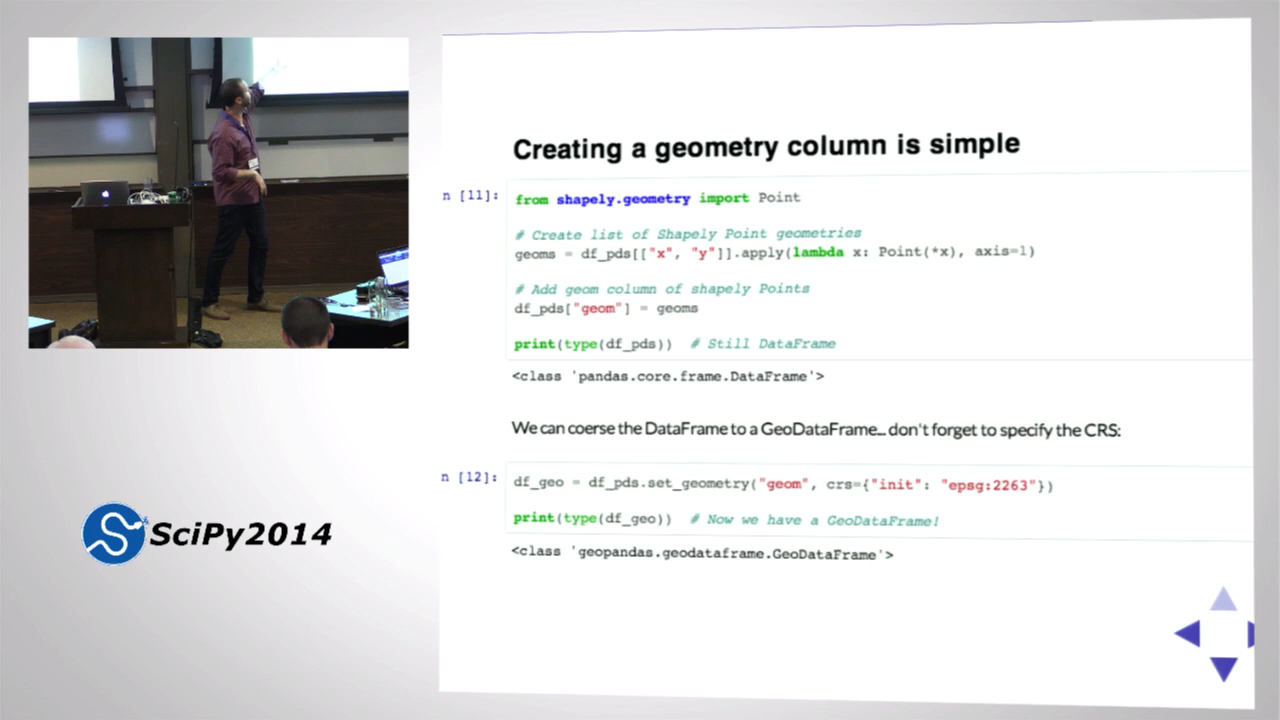 Creating a geometry column is simple
n [11]:
from shapely.geometry import Point
# Create list of Shapely Point geometries
geoms = df_pds[["x", "y"]].apply(lambda x: Point(*x), axis=1)
# Add geom column of shapely Points
df_pds["geom"] = geoms
print(type(df_pds))  # Still DataFrame
<class 'pandas.core.frame.DataFrame'>
We can coerse the DataFrame to a GeoDataFrame... don't forget to specify the CRS:
n [12]:
df_geo = df_pds.set_geometry("geom", crs={"init": "epsg:2263"})
print(type(df_geo))  # Now we have a GeoDataFrame!
<class 'geopandas.geodataframe.GeoDataFrame'>
SciPy2014